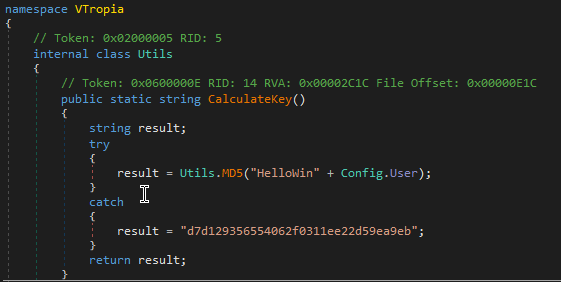 namespace VTropia
{
// Token: 0x02000005 RID: 5
internal class Utils
{
// Token: 0x0600000E RID: 14 RVA: 0x00002C1C File Offset: 0x00000E1C
public static string CalculateKey()
{
string result;
try
{
result = Utils.MD5("HelloWin" + Config.User);
}
catch
{
result = "d7d129356554062f0311ee22d59ea9eb";
}
return result;
}